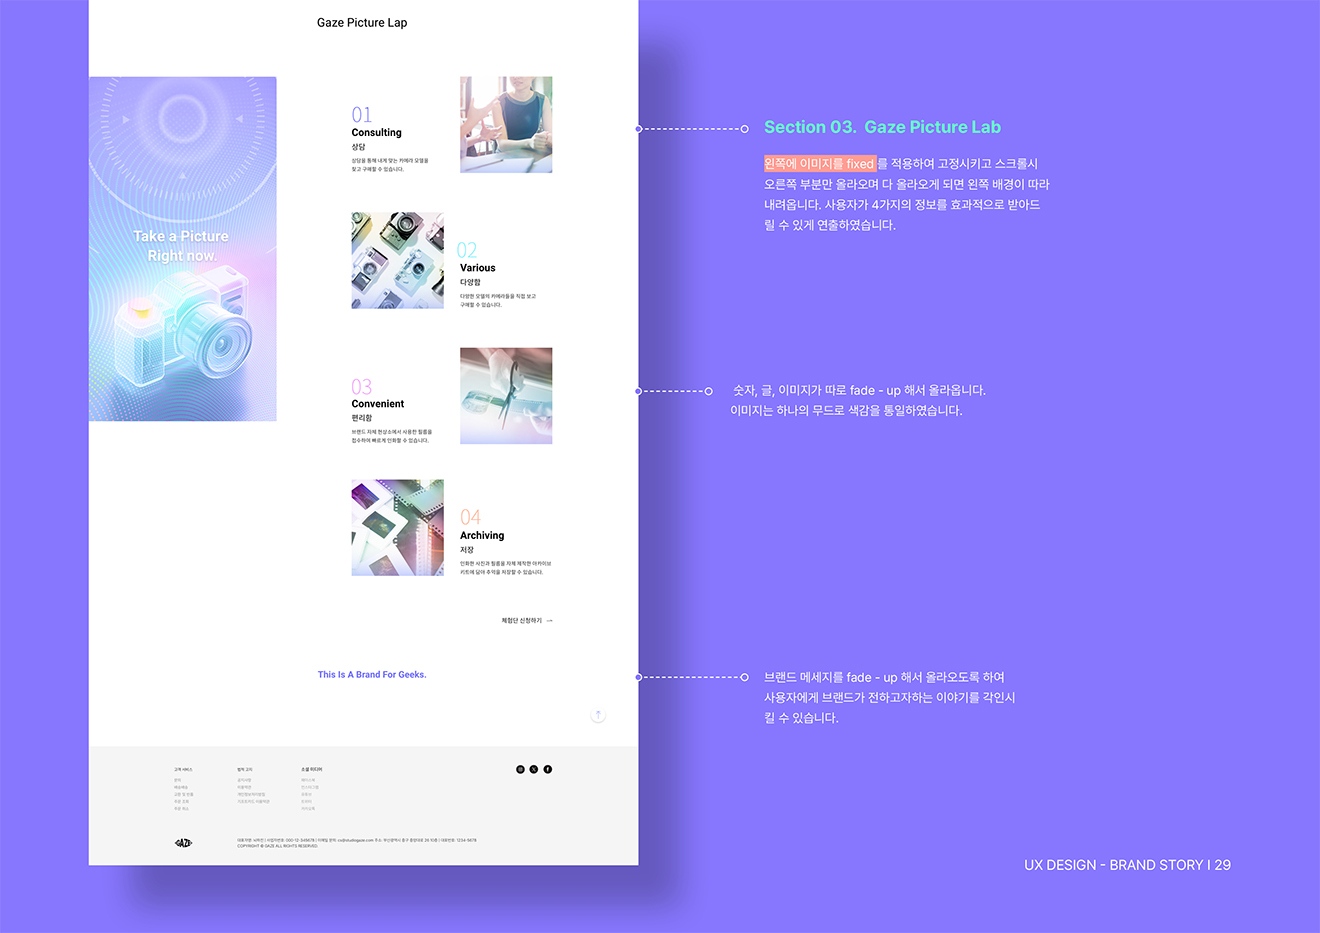 Gaze Picture Lap
Take a Picture
Right now.
01
Consulting
상담
상담을 통해 내게 맞는 카메라 모델을
찾고 구매할 수 있습니다.
02
Various
다양함
다양한 모델의 카메라들을 직접 보고
구매할 수 있습니다.
03
Convenient
편리함
브랜드 자체 현상소에서 사용한 필름을
접수하여 빠르게 인화할 수 있습니다.
04
Archiving
저장
인화한 사진과 필름을 자체 제작한 아카이브
키트에 담아 추억을 저장할 수 있습니다.
체험단 신청하기
This Is A Brand For Geeks.
고객 서비스
법적 고지
소셜 미디어
GAZE
COPYRIGHT © GAZE ALL RIGHTS RESERVED
Section 03. Gaze Picture Lab
왼쪽에 이미지를 fixed 를 적용하여 고정시키고 스크롤시
오른쪽 부분만 올라오며 다 올라오게 되면 왼쪽 배경이 따라
내려옵니다. 사용자가 4가지의 정보를 효과적으로 받아드
릴 수 있게 연출하였습니다.
숫자, 글, 이미지가 따로 fade - up 해서 올라옵니다.
이미지는 하나의 무드로 색감을 통일하였습니다.
브랜드 메세지를 fade - up 해서 올라오도록 하여
사용자에게 브랜드가 전하고자하는 이야기를 각인시
킬 수 있습니다.
UX DESIGN - BRAND STORY I 29